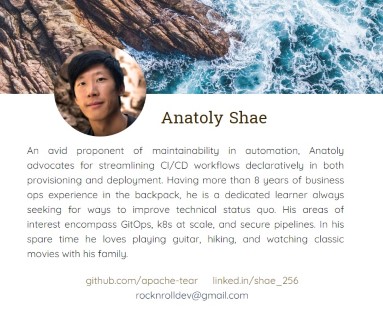 Anatoly Shae
An avid proponent of maintainability in automation, Anatoly
advocates for streamlining CI/CD workflows declaratively in both
provisioning and deployment. Having more than 8 years of business
ops experience in the backpack, he is a dedicated learner always
seeking for ways to improve technical status quo. His areas of
interest encompass GitOps, k8s at scale, and secure pipelines. In his
spare time he loves playing guitar, hiking, and watching classic
movies with his family.
github.com/apache-tear linked.in/shae_256
rocknrolldev@gmail.com